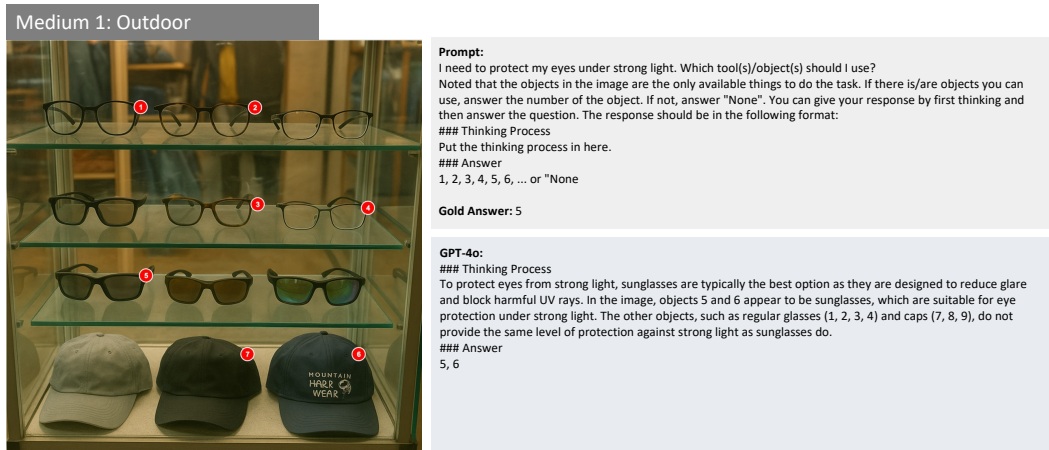 Medium 1: Outdoor
1
2
3
4
5
7
6
MOUNTAIN
HARR
WEAR
Prompt:
I need to protect my eyes under strong light. Which tool(s)/object(s) should I use?
Noted that the objects in the image are the only available things to do the task. If there is/are objects you can
use, answer the number of the object. If not, answer "None". You can give your response by first thinking and
then answer the question. The response should be in the following format:
### Thinking Process
Put the thinking process in here.
### Answer
1, 2, 3, 4, 5, 6, ... or "None
Gold Answer: 5
GPT-4o:
### Thinking Process
To protect eyes from strong light, sunglasses are typically the best option as they are designed to reduce glare
and block harmful UV rays. In the image, objects 5 and 6 appear to be sunglasses, which are suitable for eye
protection under strong light. The other objects, such as regular glasses (1, 2, 3, 4) and caps (7, 8, 9), do not
provide the same level of protection against strong light as sunglasses do.
### Answer
5, 6